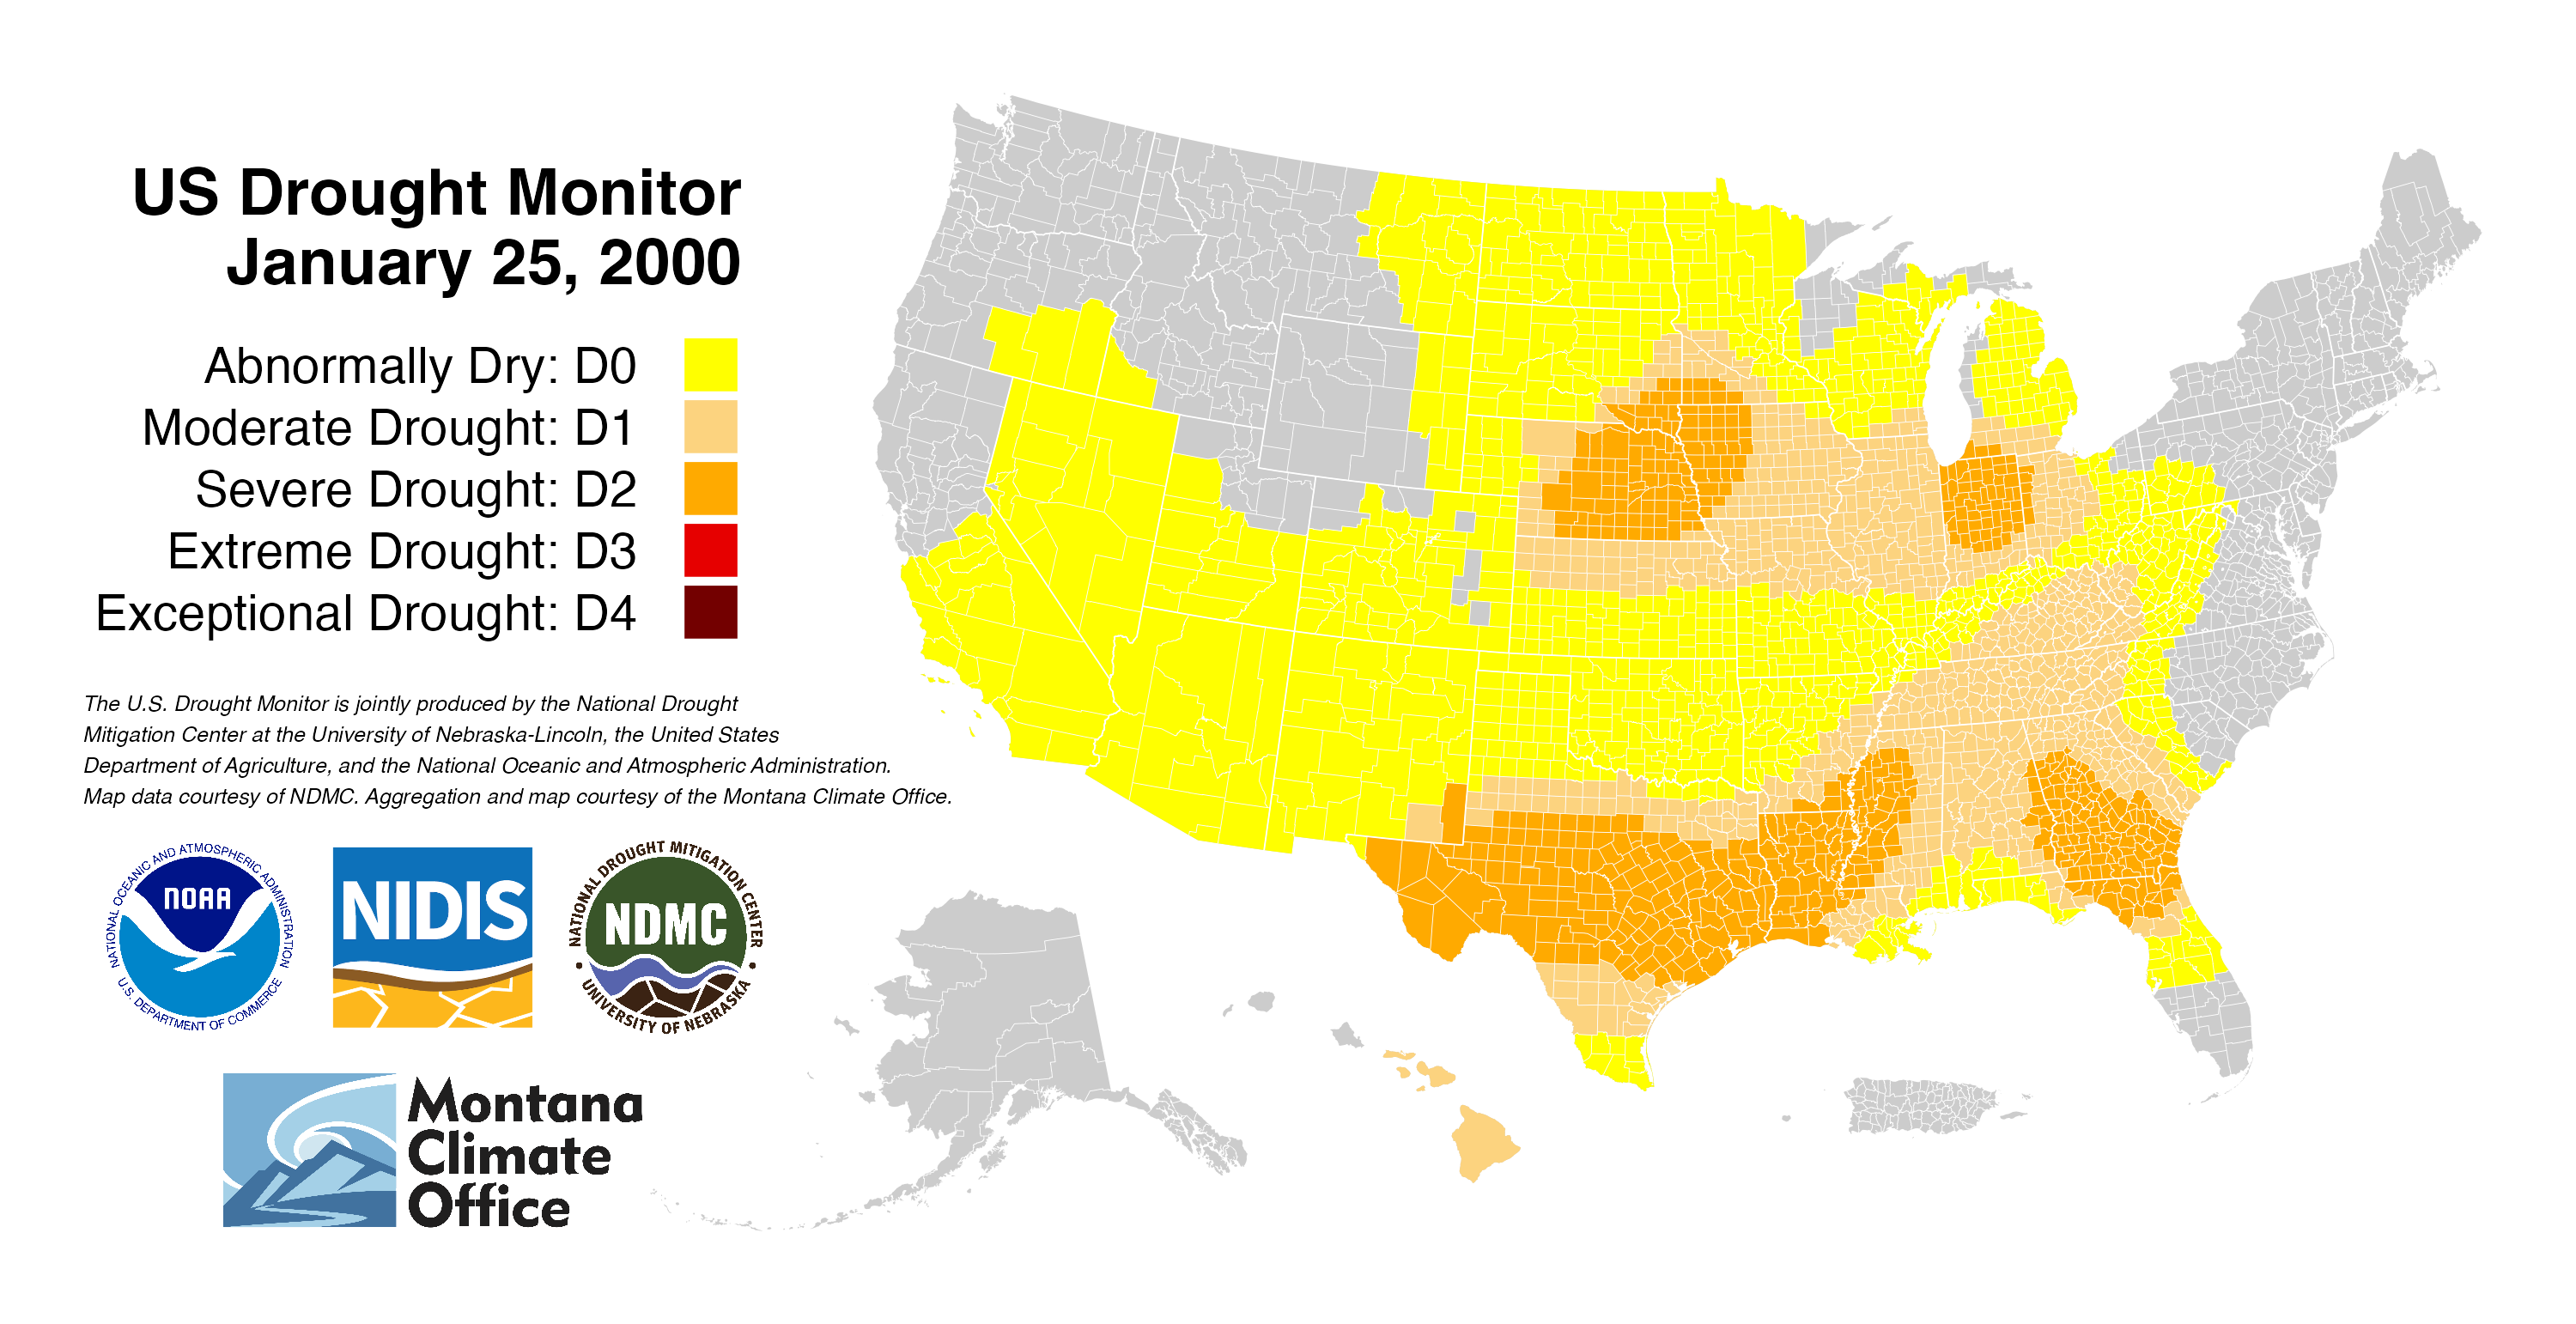 US Drought Monitor
January 25, 2000
Abnormally Dry: D0
Moderate Drought: D1
Severe Drought: D2
Extreme Drought: D3
Exceptional Drought: D4
The U.S. Drought Monitor is jointly produced by the National Drought
Mitigation Center at the University of Nebraska-Lincoln, the United States
Department of Agriculture, and the National Oceanic and Atmospheric Administration.
Map data courtesy of NDMC. Aggregation and map courtesy of the Montana Climate Office.
NATIONAL OCEANIC AND ATMOSPHERIC ADMINISTRATION
NOAA
U.S. DEPARTMENT OF COMMERCE
NIDIS
NATIONAL DROUGHT MITIGATION CENTER
NDMC
UNIVERSITY OF NEBRASKA
Montana
Climate
Office